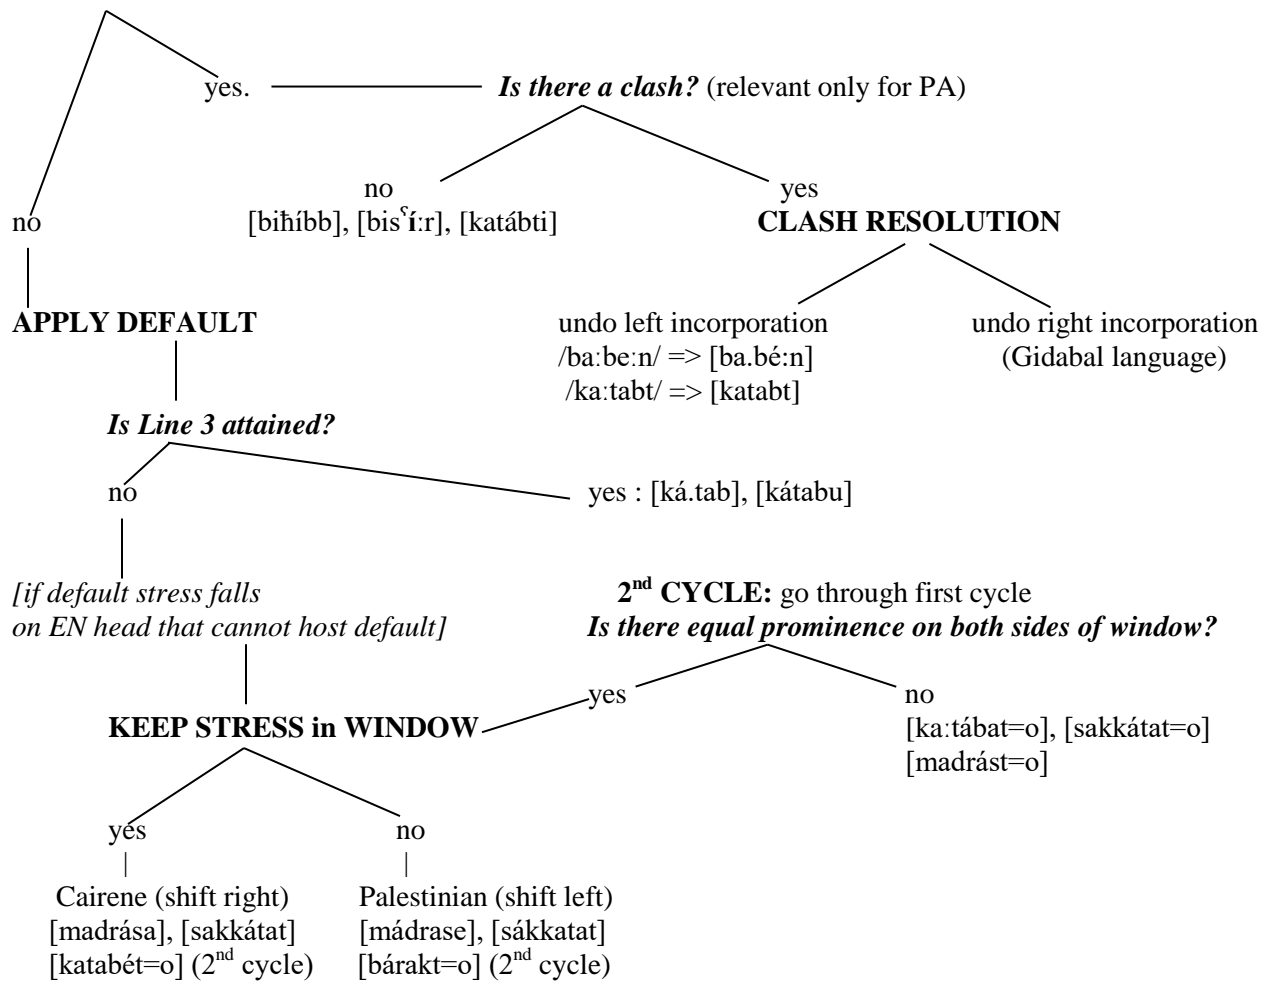 yes. Is there a clash? (relevant only for PA)
no yes
[biħíbb], [bisˤí:r], [katábti] CLASH RESOLUTION
no
APPLY DEFAULT undo left incorporation undo right incorporation
/ba:be:n/ => [ba.bé:n] (Gidabal language)
/ka:tabt/ => [katabt]
Is Line 3 attained?
no yes : [ká.tab], [kátabu]
[if default stress falls 2nd CYCLE: go through first cycle
on EN head that cannot host default] Is there equal prominence on both sides of window?
yes no
KEEP STRESS in WINDOW [ka:tábat=o], [sakkátat=o]
[madrást=o]
yes no
Cairene (shift right) Palestinian (shift left)
[madrása], [sakkátat] [mádrase], [sákkatat]
[katabét=o] (2nd cycle) [bárakt=o] (2nd cycle)